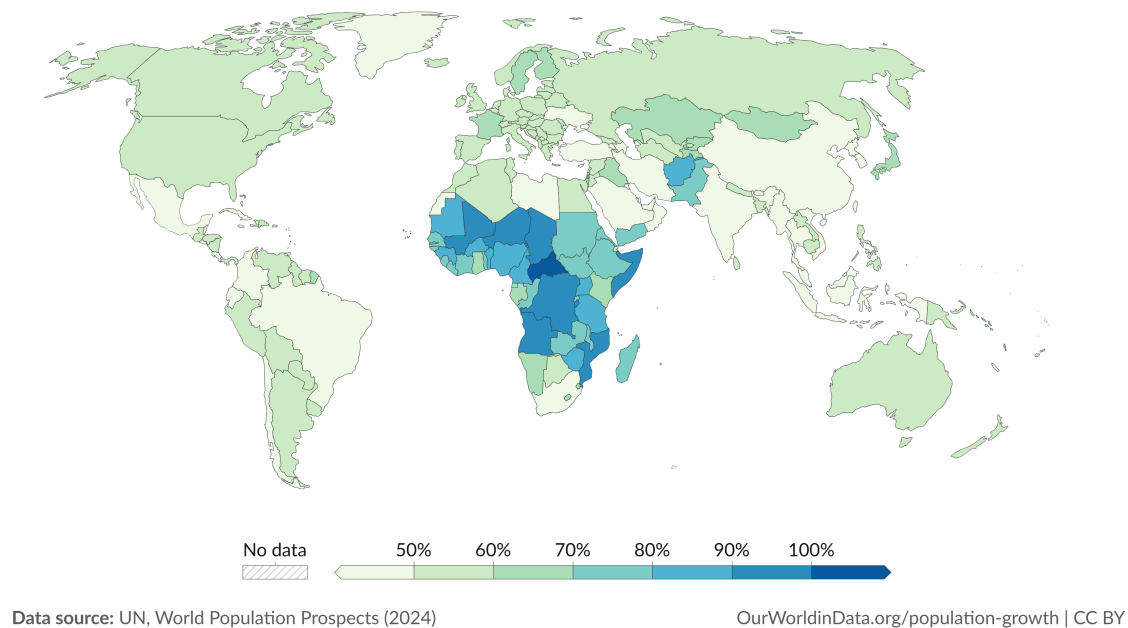 No data
50%
60%
70%
80%
90%
100%
Data source: UN, World Population Prospects (2024)
OurWorldinData.org/population-growth | CC BY